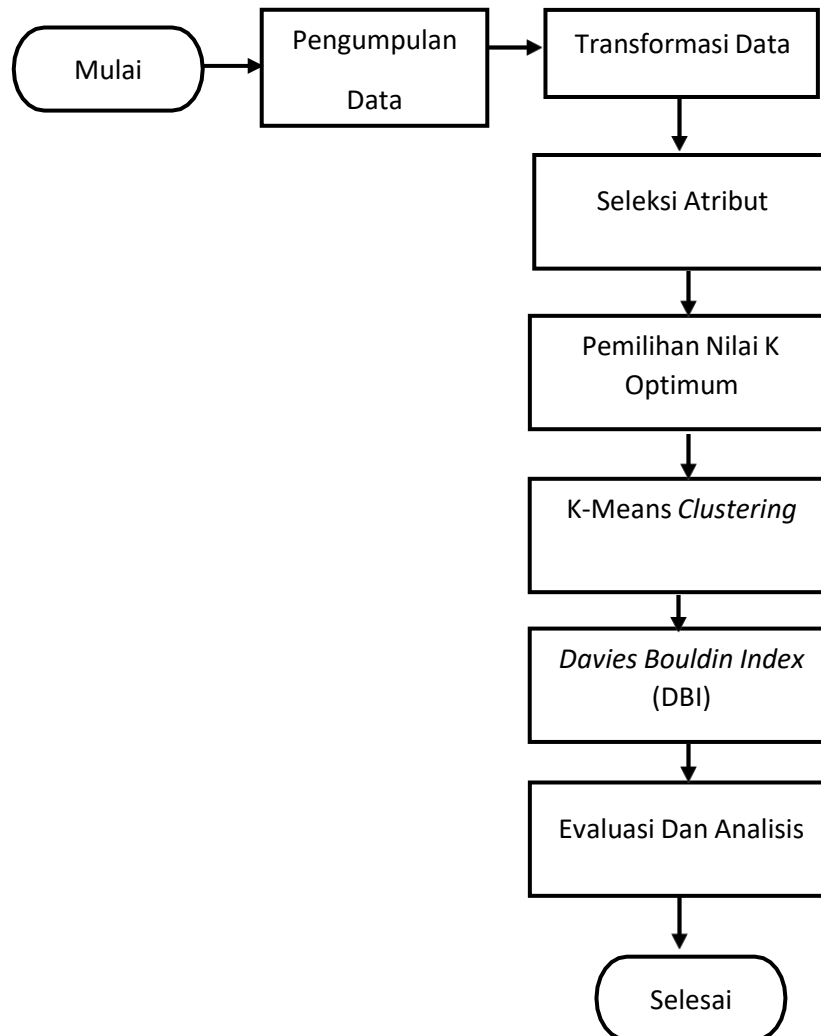 Mulai
Pengumpulan
Data
Transformasi Data
Seleksi Atribut
Pemilihan Nilai K
Optimum
K-Means Clustering
Davies Bouldin Index
(DBI)
Evaluasi Dan Analisis
Selesai